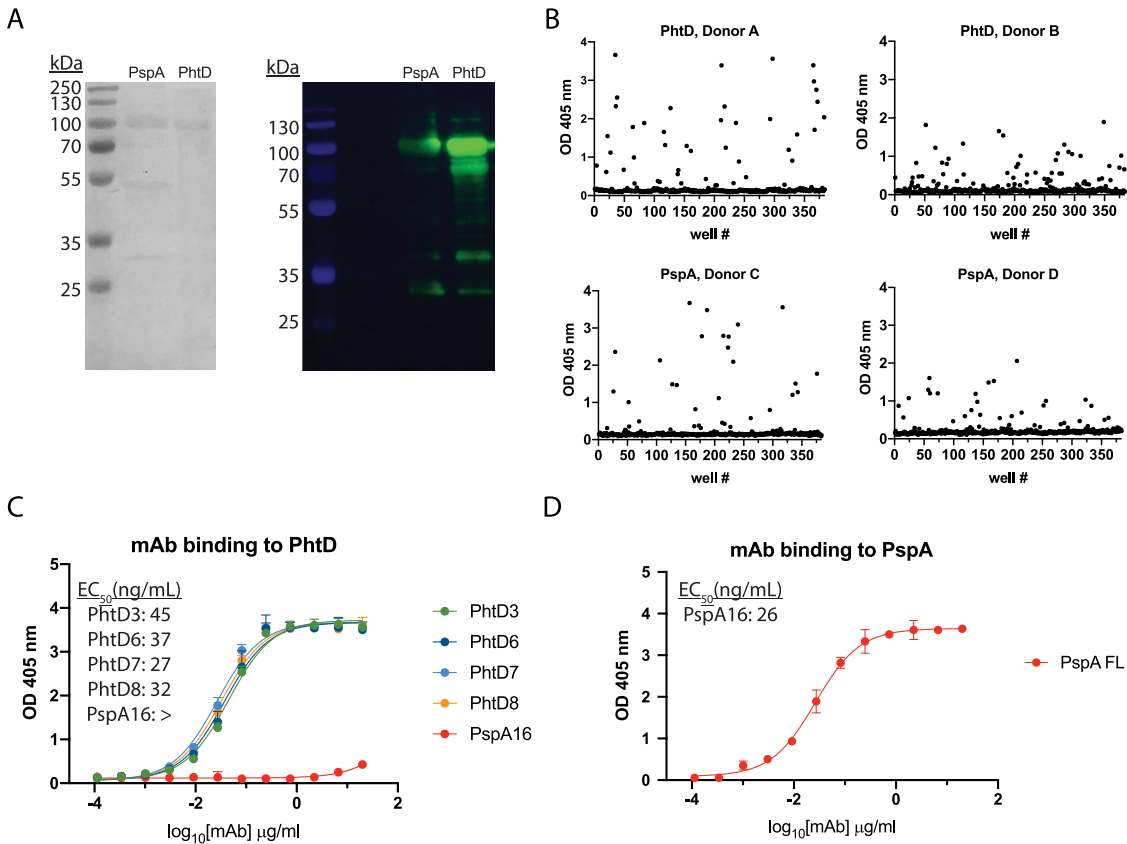 A
kDa
PspA PhtD
250
130
100
70
55
35
25
kDa
PspA PhtD
130
100
70
55
35
25
B
PhtD, Donor A
OD 405 nm
4
3
2
1
0
0 50 100 150 200 250 300 350
well #
PhtD, Donor B
OD 405 nm
4
3
2
1
0
0 50 100 150 200 250 300 350
well #
PspA, Donor C
OD 405 nm
4
3
2
1
0
0 50 100 150 200 250 300 350
well #
PspA, Donor D
OD 405 nm
4
3
2
1
0
0 50 100 150 200 250 300 350
well #
C
mAb binding to PhtD
OD 405 nm
5
4
3
2
1
0
-4 -2 0 2
log10[mAb] μg/ml
EC50(ng/mL)
PhtD3: 45
PhtD6: 37
PhtD7: 27
PhtD8: 32
PspA16: >
PhtD3
PhtD6
PhtD7
PhtD8
PspA16
D
mAb binding to PspA
OD 405 nm
5
4
3
2
1
0
-4 -2 0 2
log10[mAb] μg/ml
EC50(ng/mL)
PspA16: 26
PspA FL